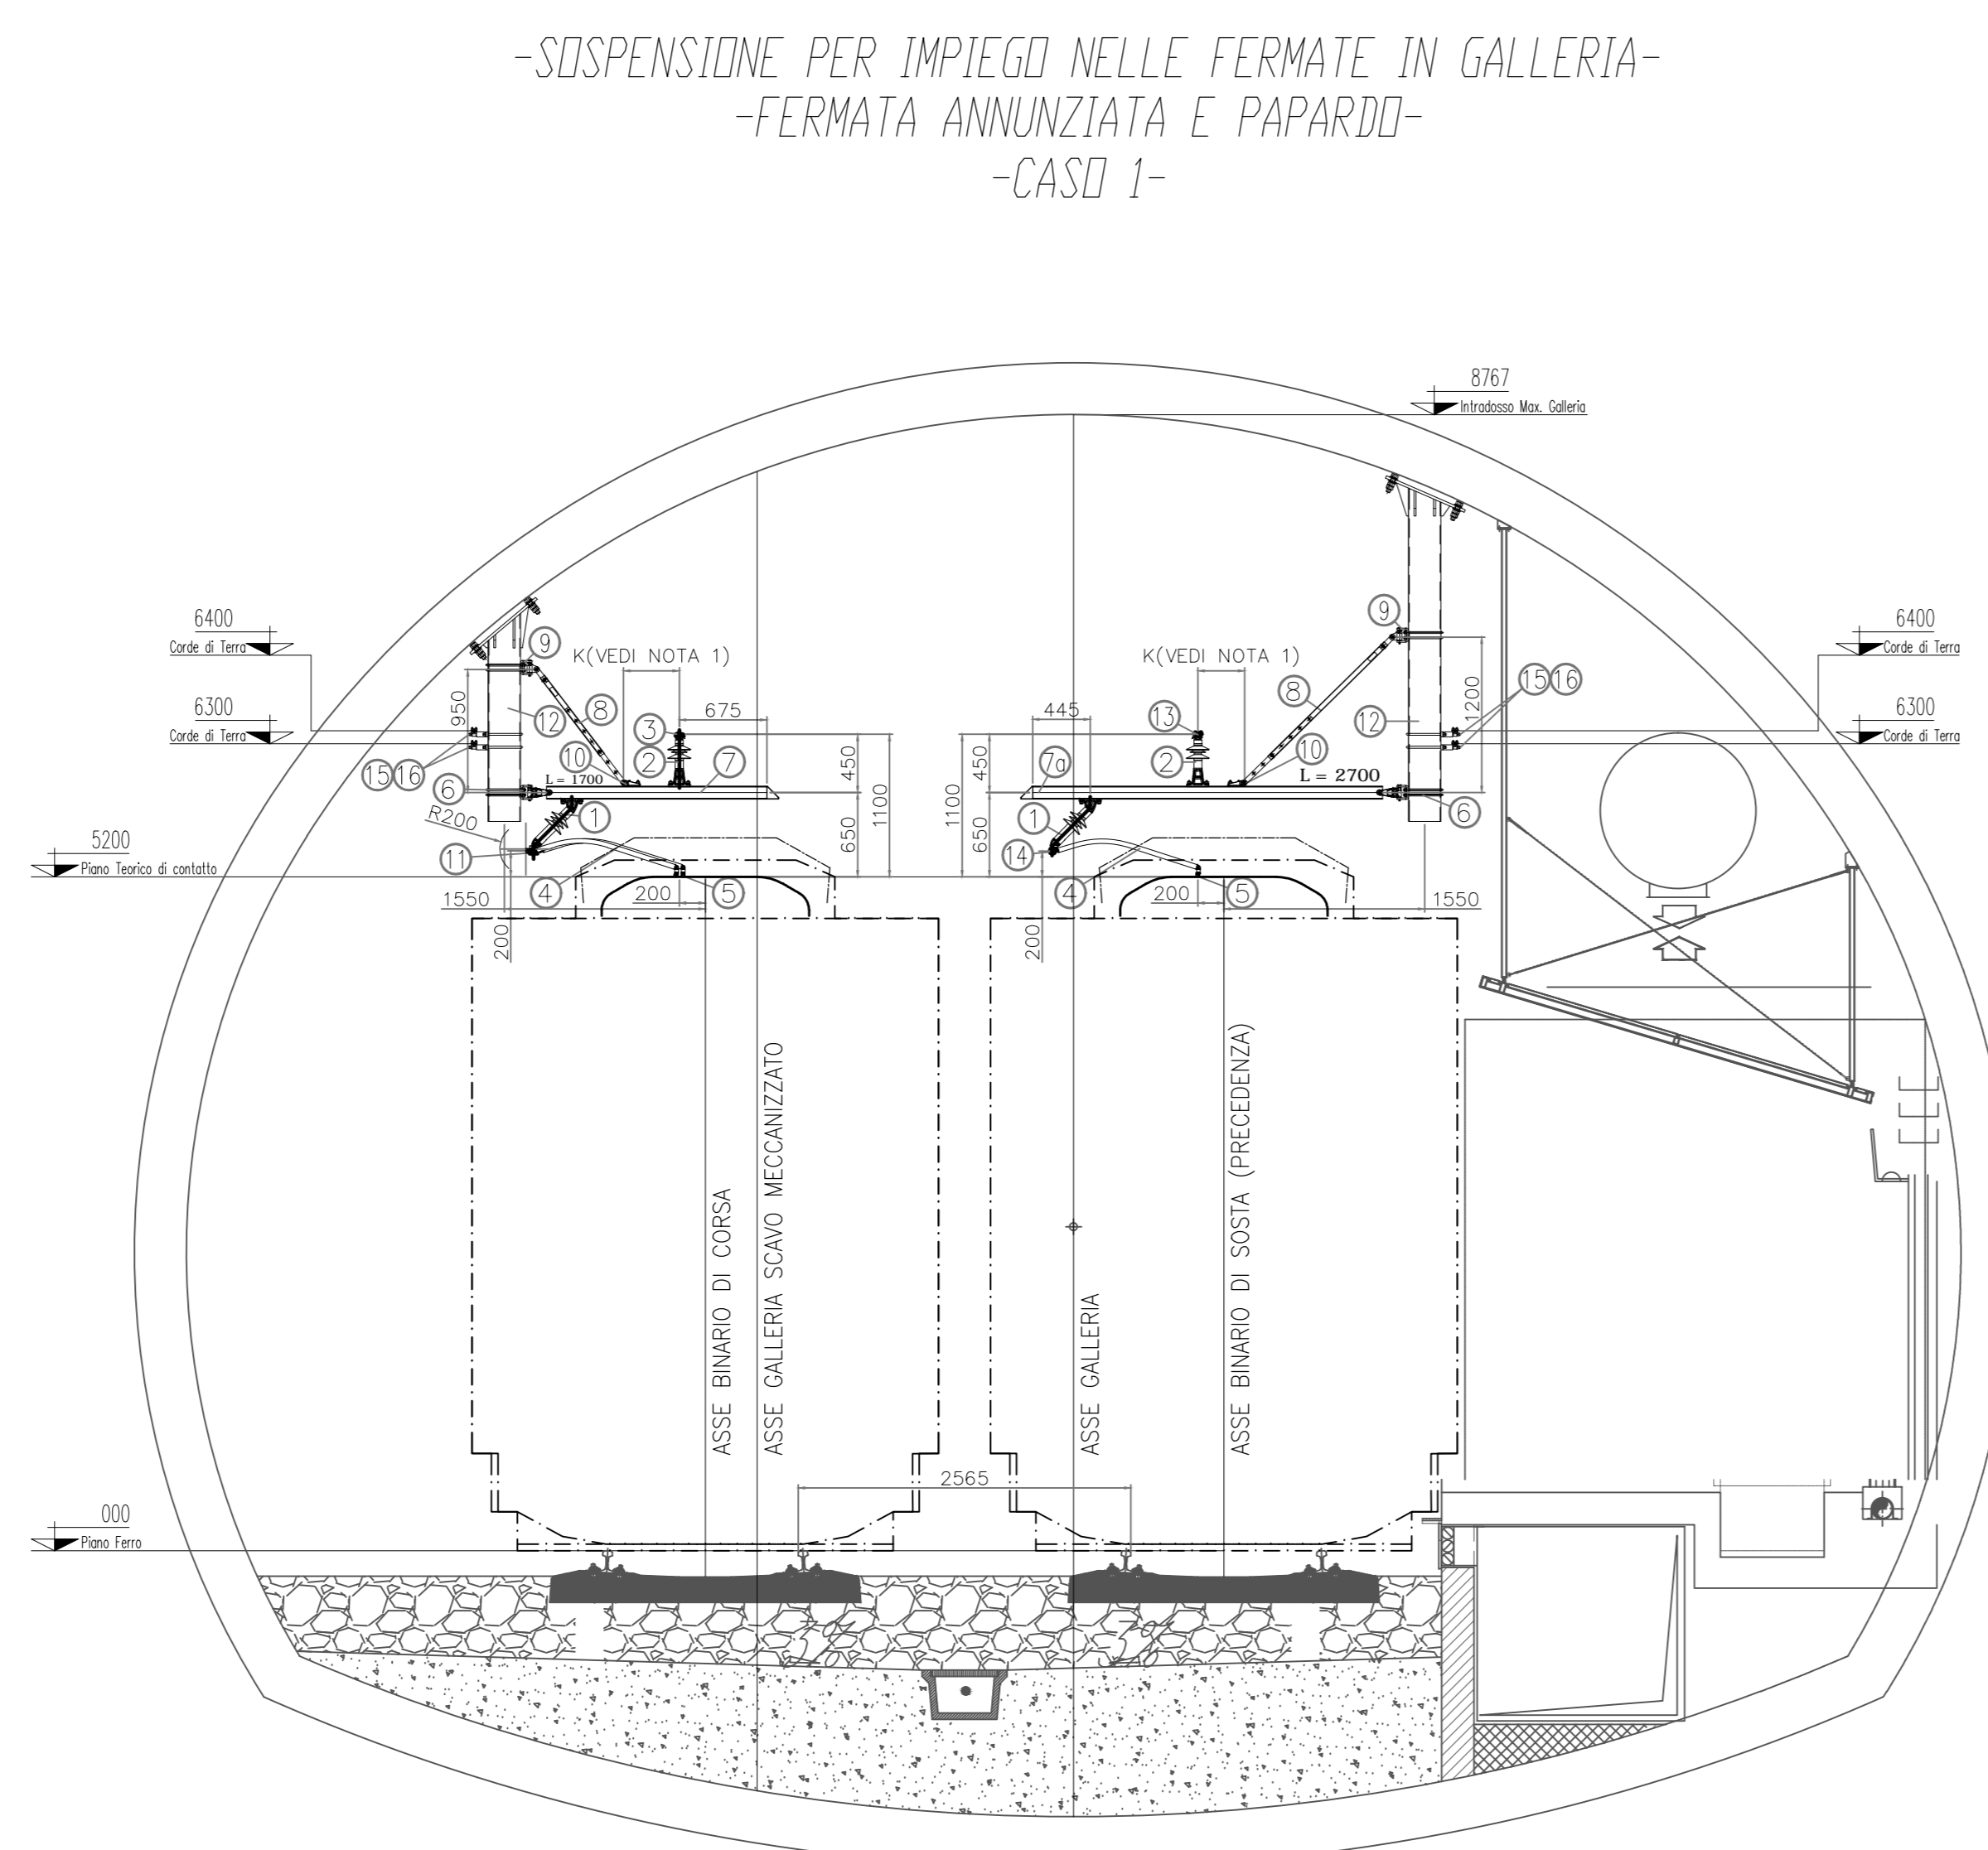 -SOSPENSIONE PER IMPIEGO NELLE FERMATE IN GALLERIA-
-FERMATA ANNUNZIATA E PAPARDO-
-CASO 1-
8767
Intradosso Max. Galleria
6400
Corde di Terra
6300
Corde di Terra
5200
Piano Teorico di contatto
000
Piano Ferro
6400
Corde di Terra
6300
Corde di Terra
9
K(VEDI NOTA 1)
950
12
8
675
3
10
2
7
15 16
6
L = 1700
450
1100
650
R200
1
11
4
5
200
1550
200
9
K(VEDI NOTA 1)
8
1200
15 16
445
13
12
7a
2
10
L = 2700
450
1100
650
1
6
14
4
5
200
1550
200
ASSE BINARIO DI CORSA
ASSE GALLERIA SCAVO MECCANIZZATO
ASSE GALLERIA
ASSE BINARIO DI SOSTA (PRECEDENZA)
2565
3%
3%